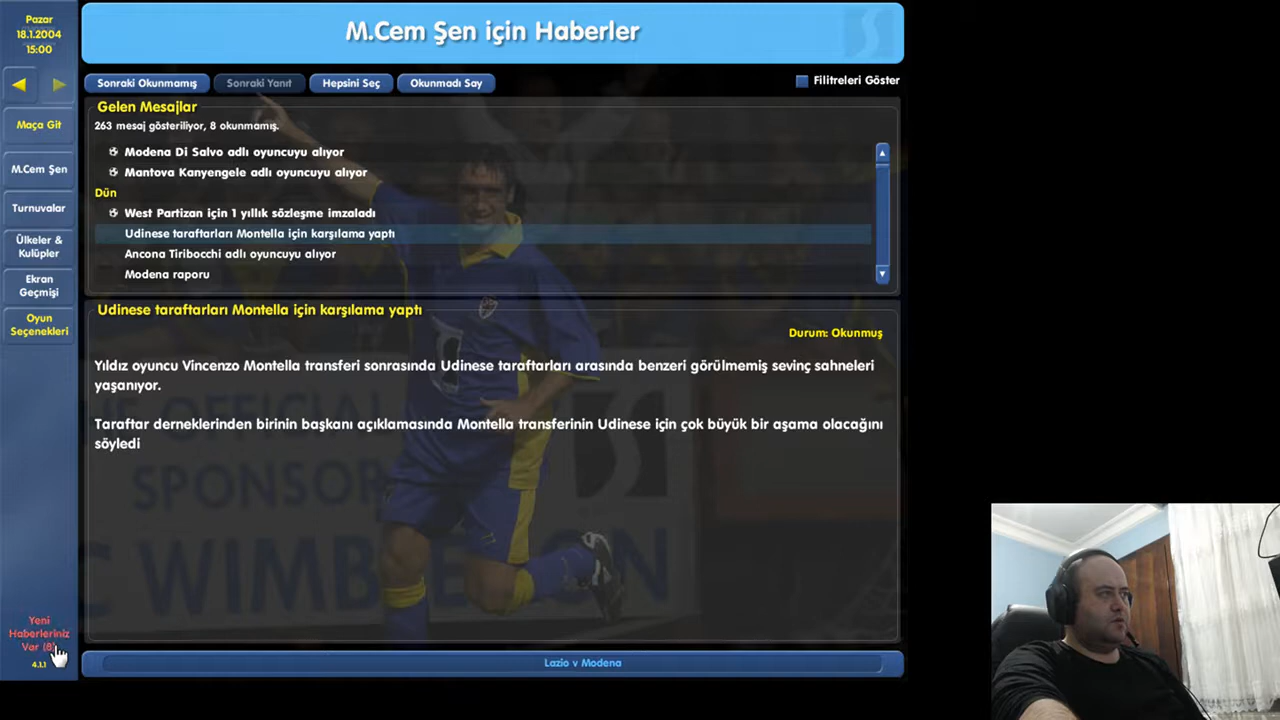 Pazar
18.1.2004
15:00
M.Cem Şen için Haberler
Sonraki Okunmamış
Sonraki Yanıt
Hepsini Seç
Okunmadı Say
Filitreleri Göster
Maça Git
M.Cem Şen
Turnuvalar
Ülkeler &
Kulüpler
Ekran
Geçmişi
Oyun
Seçenekleri
Gelen Mesajlar
263 mesaj gösteriliyor, 8 okunmamış.
Modena Di Salvo adlı oyuncuyu alıyor
Mantova Kanyengele adlı oyuncuyu alıyor
Dün
West Partizan için 1 yıllık sözleşme imzaladı
Udinese taraftarları Montella için karşılama yaptı
Ancona Tiribocchi adlı oyuncuyu alıyor
Modena raporu
Udinese taraftarları Montella için karşılama yaptı
Durum: Okunmuş
Yıldız oyuncu Vincenzo Montella transferi sonrasında Udinese taraftarları arasında benzeri görülmemiş sevinç sahneleri
yaşanıyor.
Taraftar derneklerinden birinin başkanı açıklamasında Montella transferinin Udinese için çok büyük bir aşama olacağını
söyledi
OFFICIAL
SPONSOR
C WIMBLEDON
Yeni
Haberleriniz
Var (8)
4.1.1
Lazio v Modena